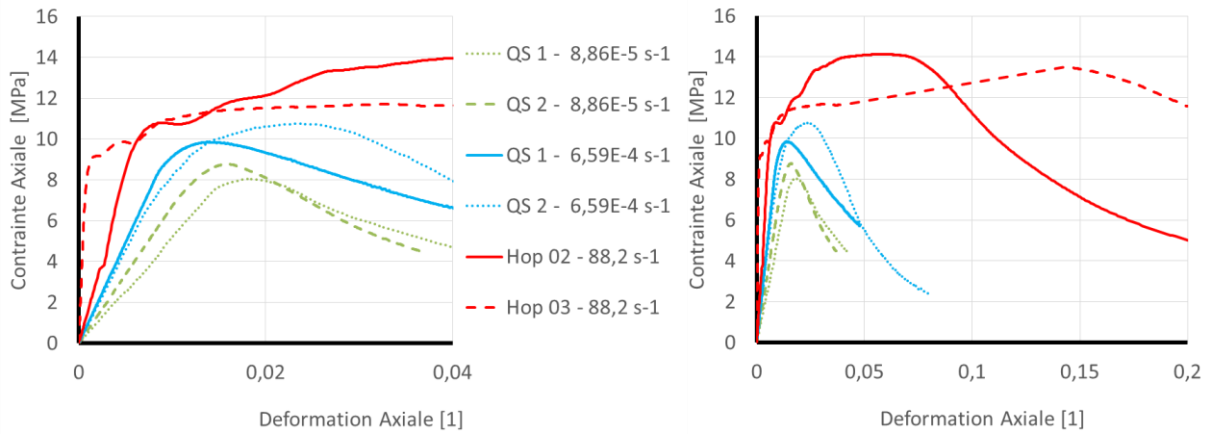 Contrainte Axiale [MPa]
16
14
12
10
8
6
4
2
0
0
0,02
0,04
Deformation Axiale [1]
QS 1 - 8,86E-5 s-1
QS 2 - 8,86E-5 s-1
QS 1 - 6,59E-4 s-1
QS 2 - 6,59E-4 s-1
Hop 02 - 88,2 s-1
Hop 03 - 88,2 s-1
Contrainte Axiale [MPa]
16
14
12
10
8
6
4
2
0
0
0,05
0,1
0,15
0,2
Deformation Axiale [1]